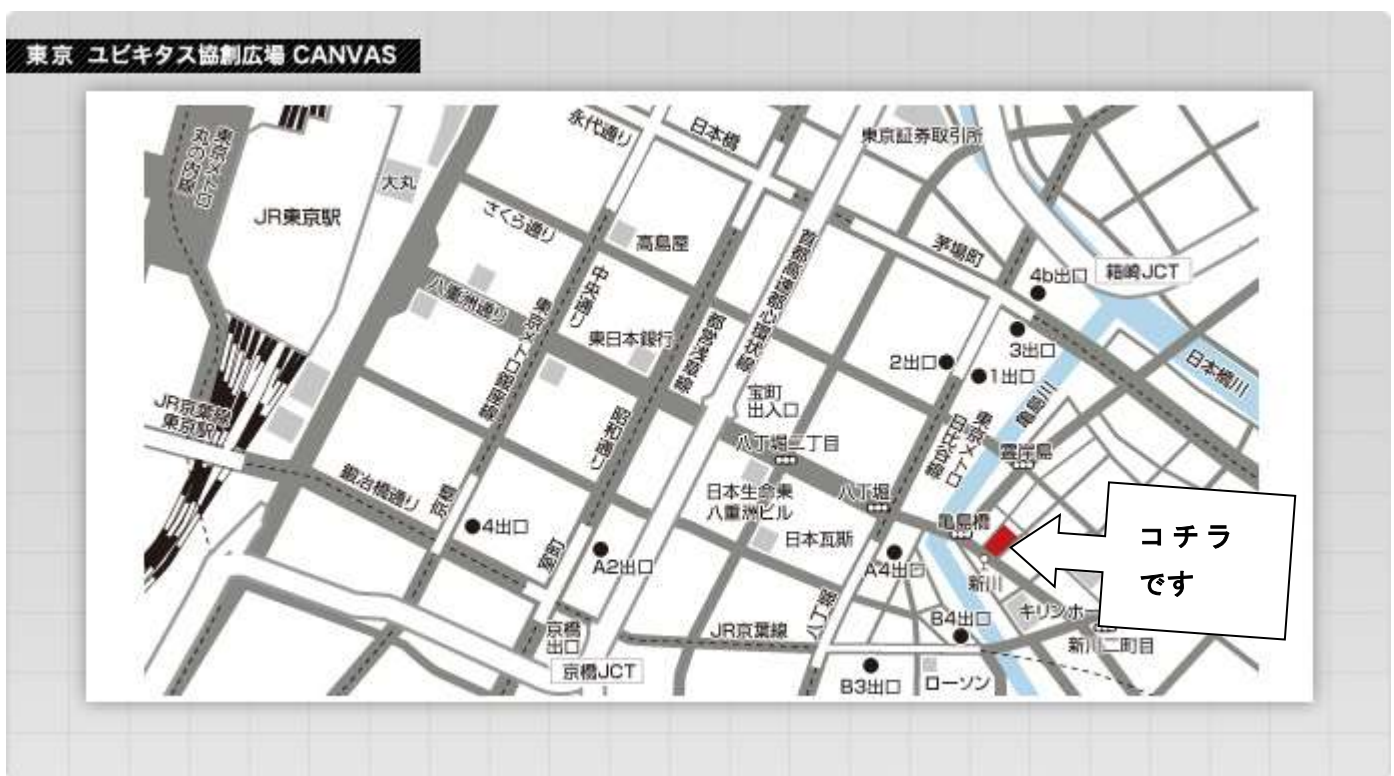 東京 ユビキタス協創広場 CANVAS
東京メトロ
丸の内線
JR東京駅
大丸
永代通り
日本橋
東京証券取引所
さくら通り
高島屋
八重洲通り
東京メトロ銀座線
中央通り
東日本銀行
都営浅草線
首都高速都心環状線
茅場町
4b出口
箱崎JCT
3出口
2出口
1出口
日本橋川
亀島川
東京メトロ
日比谷線
霊岸島
宝町
出入口
八丁堀二丁目
昭和通り
JR京葉線
東京駅
鍛冶橋通り
京橋
4出口
日本生命東
八重洲ビル
八丁堀
日本瓦斯
亀島橋
コチラ
です
宝町
A2出口
A4出口
新川
キリンホー
新川二丁目
八丁堀
B4出口
JR京葉線
京橋
出口
京橋JCT
B3出口
ローソン